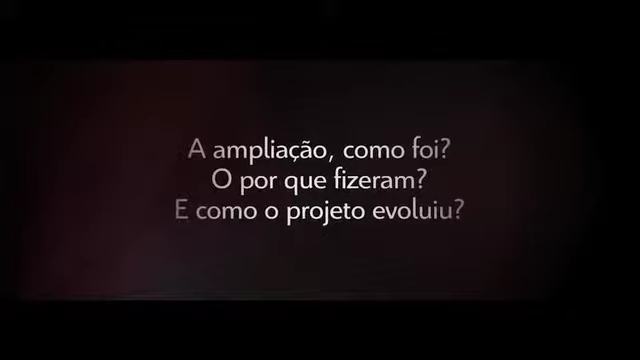 A ampliação, como foi?
O por que fizeram?
E como o projeto evoluiu?